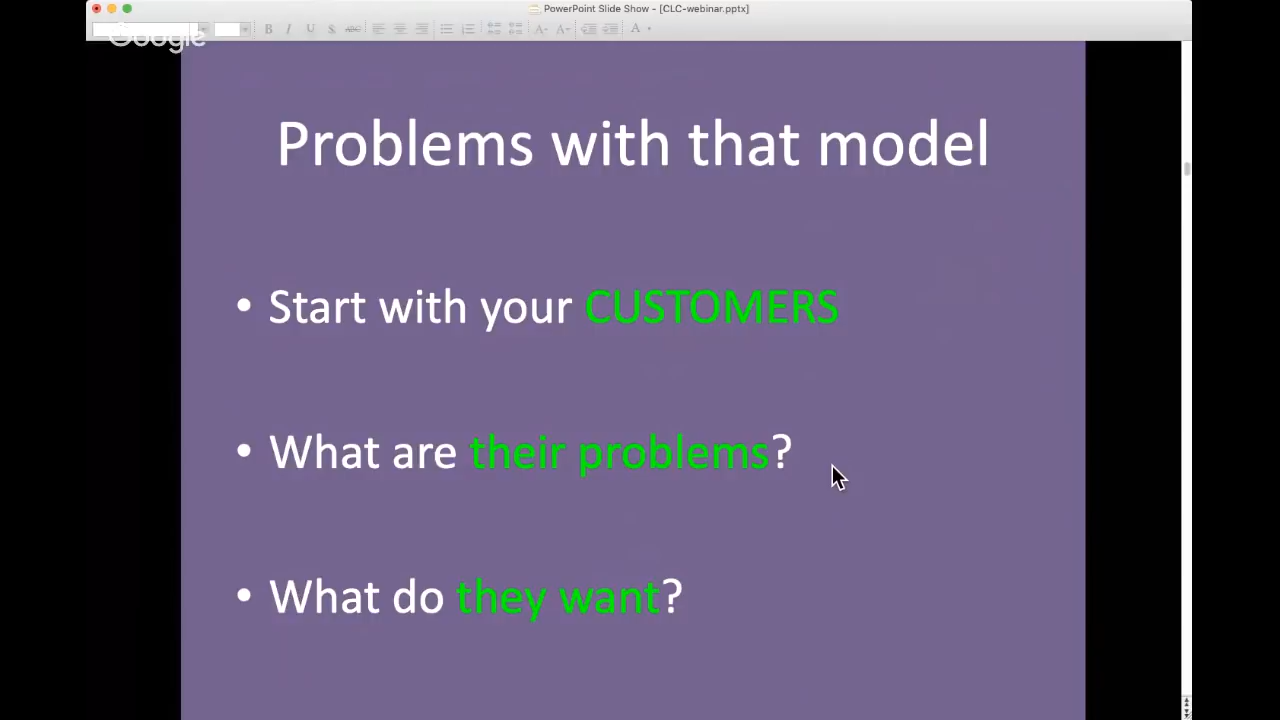 PowerPoint Slide Show - [CLC-webinar.pptx]
Google
B I U S ABC A A A
Problems with that model
• Start with your CUSTOMERS
• What are their problems?
• What do they want?